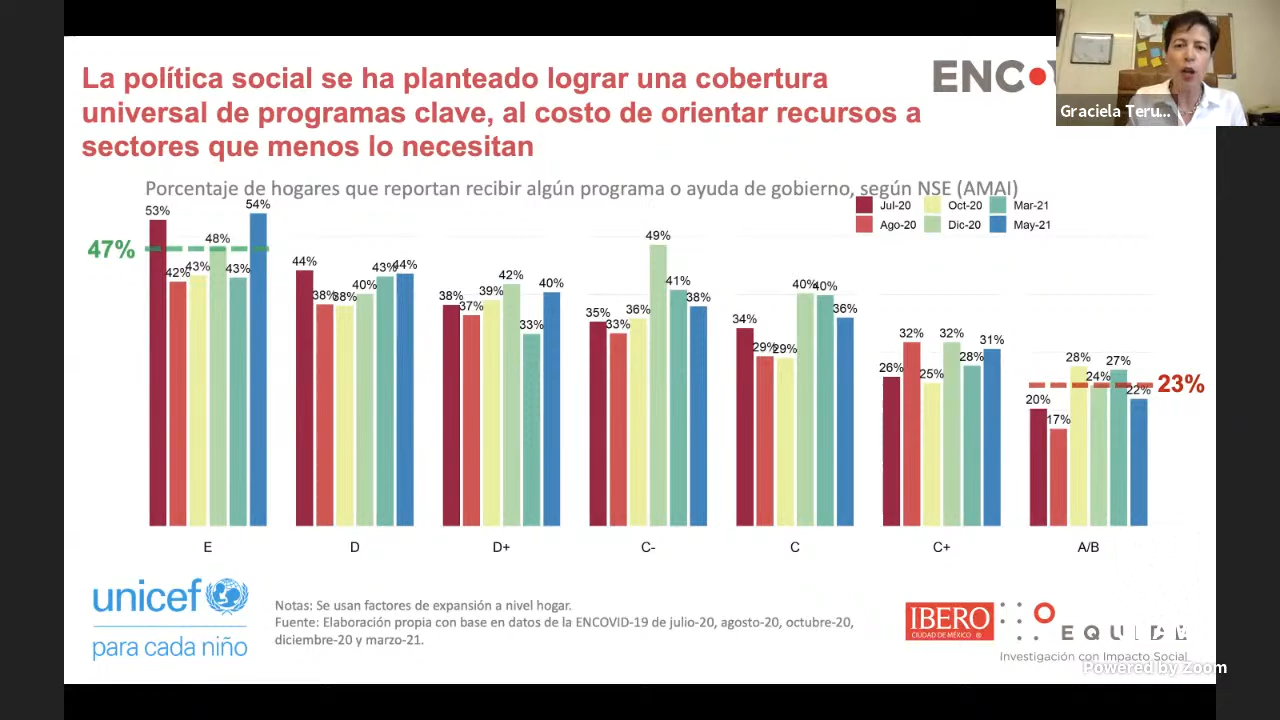 La política social se ha planteado lograr una cobertura
universal de programas clave, al costo de orientar recursos a
sectores que menos lo necesitan
Graciela Teru...
Porcentaje de hogares que reportan recibir algún programa o ayuda de gobierno, según NSE (AMAI)
Jul-20 Oct-20 Mar-21
Ago-20 Dic-20 May-21
47%
53% 42% 43% 48% 43% 54%
44% 38% 38% 40% 43% 44%
38% 37% 39% 42% 33% 40%
35% 33% 36% 49% 41% 38%
34% 29% 29% 40% 40% 36%
26% 32% 25% 32% 28% 31%
20% 17% 28% 24% 27% 22%
23%
E D D+ C- C C+ A/B
unicef
para cada niño
Notas: Se usan factores de expansión a nivel hogar.
Fuente: Elaboración propia con base en datos de la ENCOVID-19 de julio-20, agosto-20, octubre-20,
diciembre-20 y marzo-21.
IBERO
CIUDAD DE MÉXICO ®
Investigación con Impacto Social
Powered by Zoom